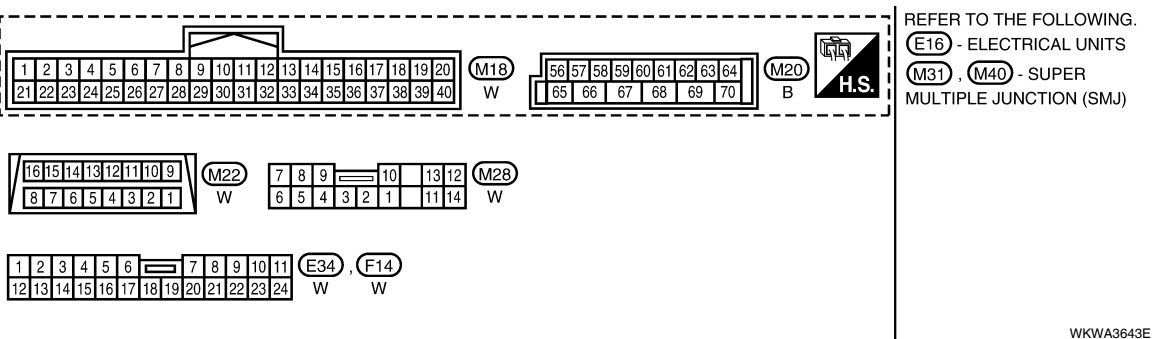 1 2 3 4 5 6 7 8 9 10 11 12 13 14 15 16 17 18 19 20
21 22 23 24 25 26 27 28 29 30 31 32 33 34 35 36 37 38 39 40
M18
W
56 57 58 59 60 61 62 63 64
65 66 67 68 69 70
M20
B
H.S.
REFER TO THE FOLLOWING.
E16 - ELECTRICAL UNITS
M31 , M40 - SUPER
MULTIPLE JUNCTION (SMJ)
16 15 14 13 12 11 10 9
8 7 6 5 4 3 2 1
M22
W
7 8 9 10 13 12
6 5 4 3 2 1 11 14
M28
W
1 2 3 4 5 6 7 8 9 10 11
12 13 14 15 16 17 18 19 20 21 22 23 24
E34 , F14
W W
WKWA3643E